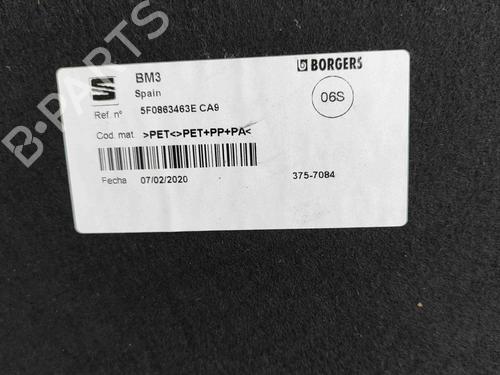 BM3
BORGERS
Spain
Ref. nº 5F0863463E CA9
06S
Cod. mat. >PET<>PET+PP+PA<
Fecha 07/02/2020 375-7084
B-PARTS